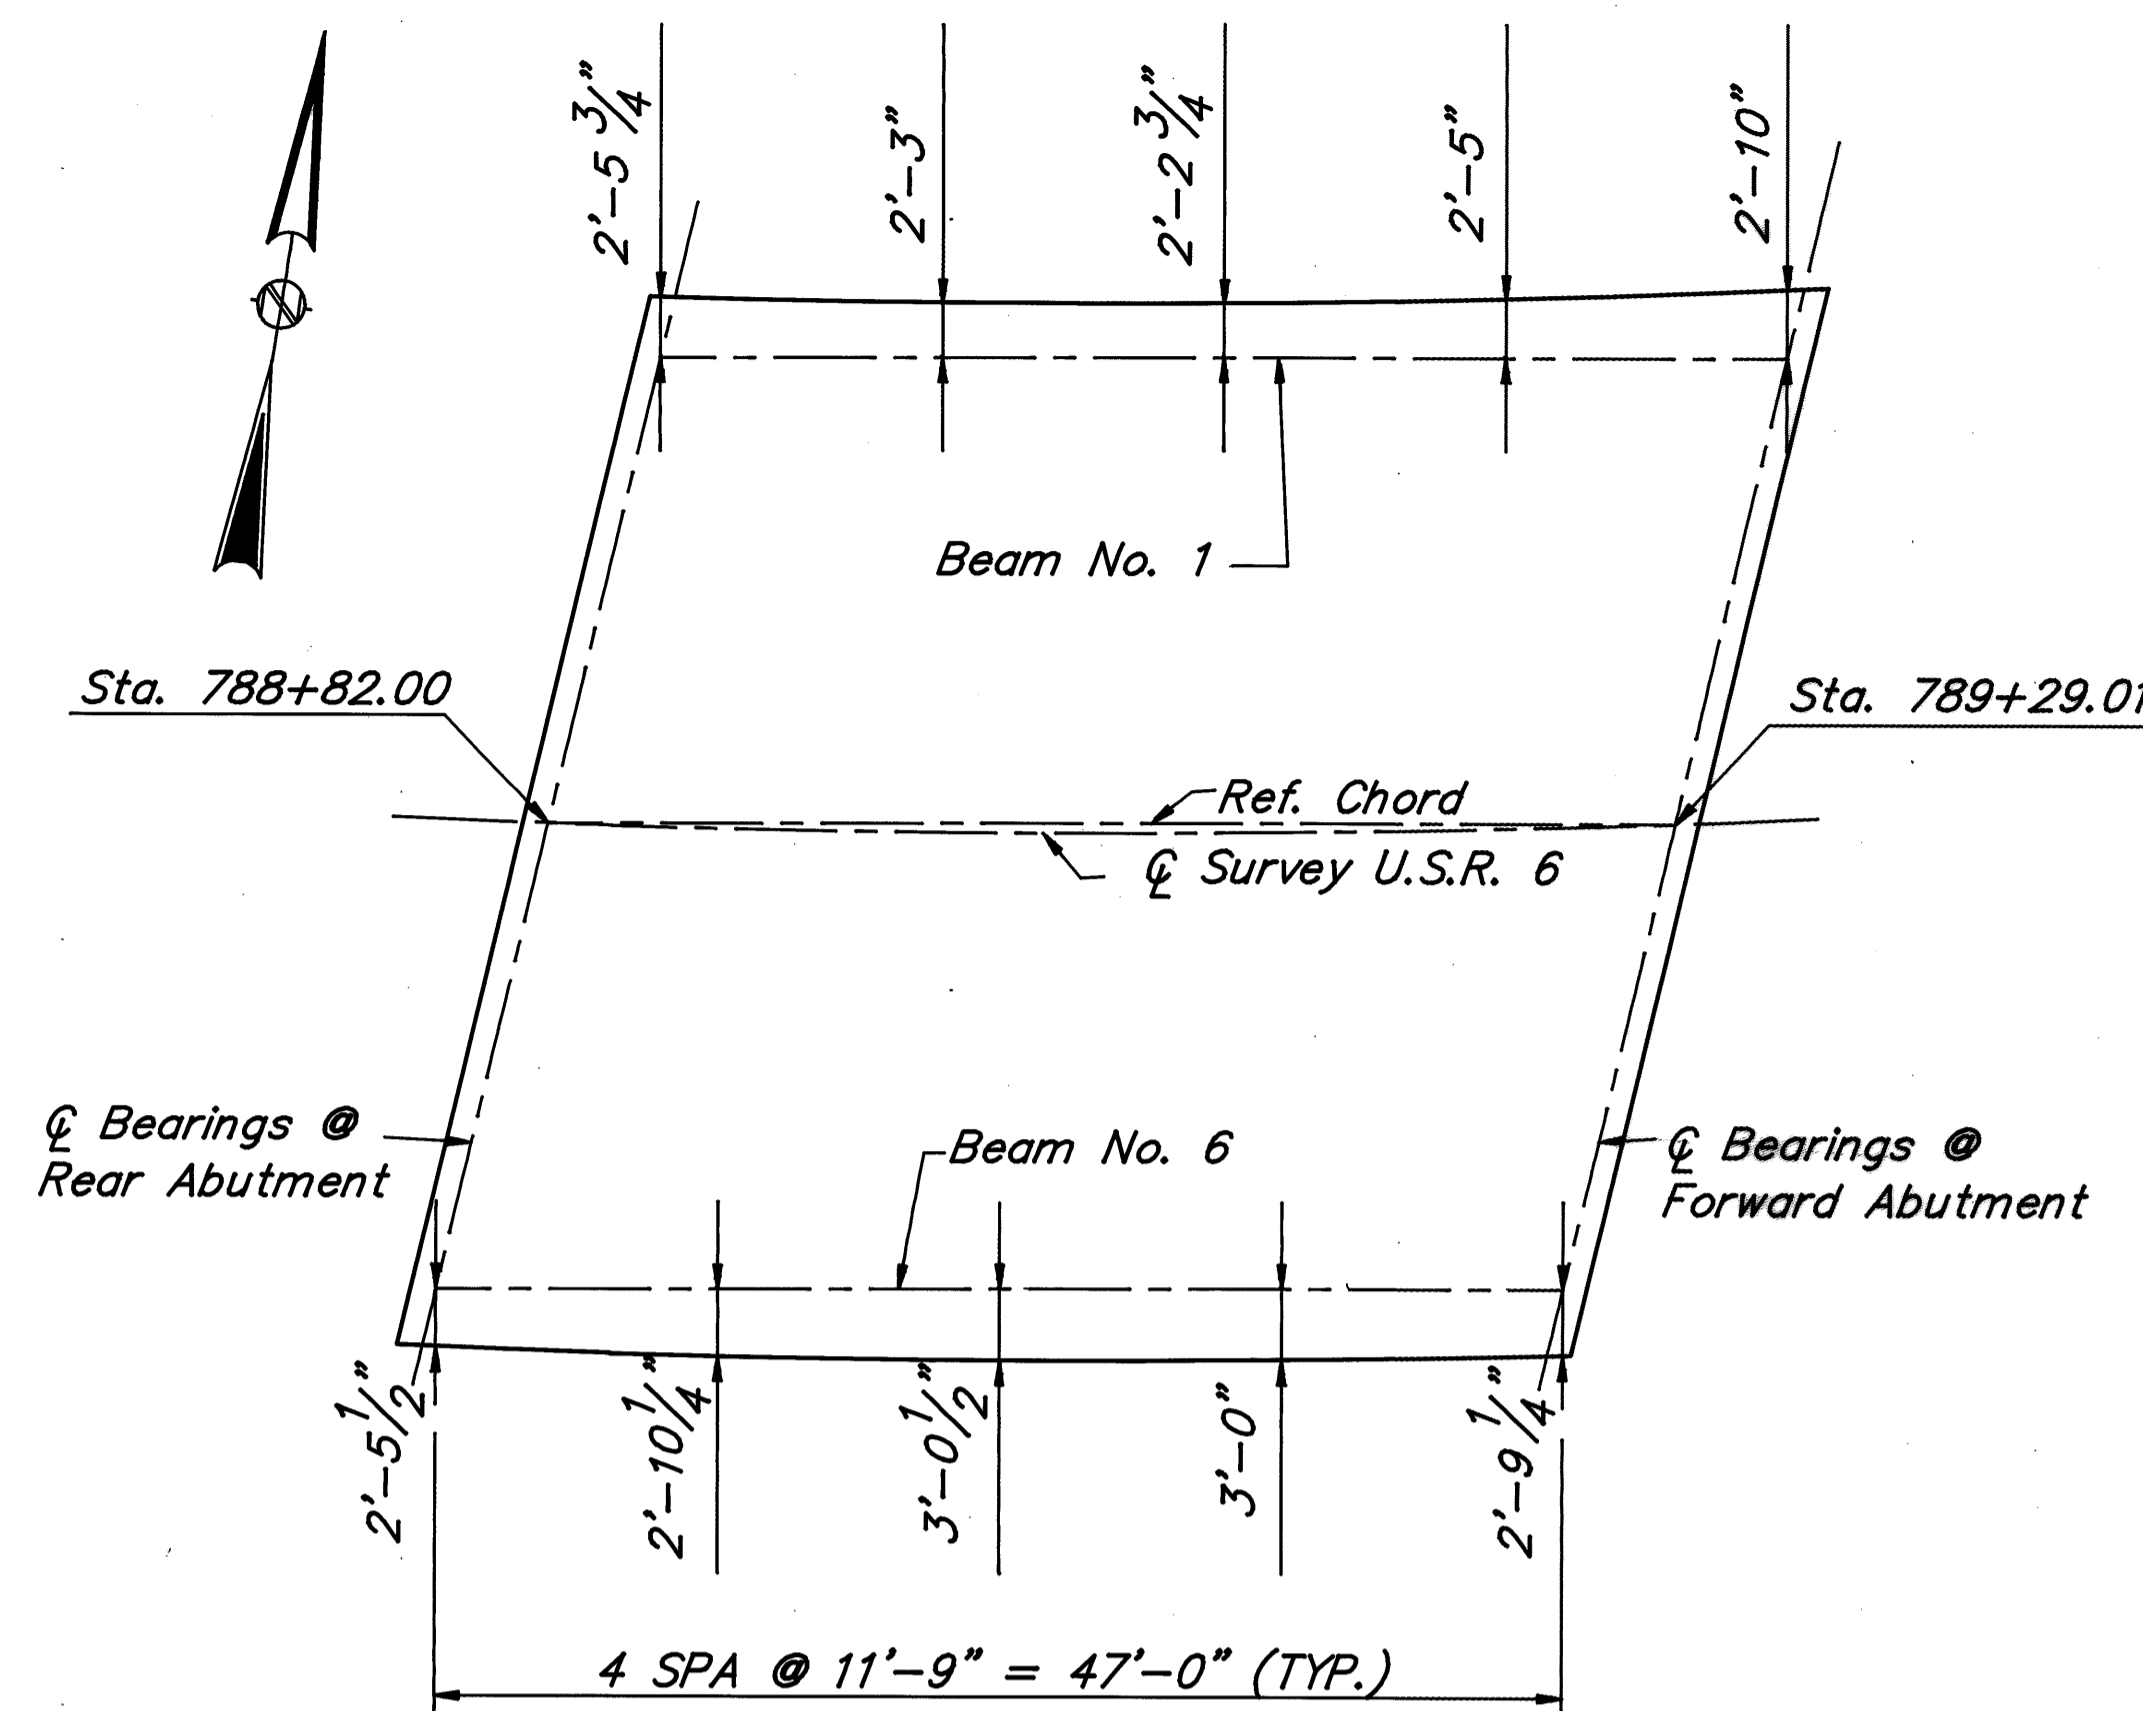 2'-5 3/4"
2'-3"
2'-2 3/4"
2'-5"
2'-10"
Beam No. 1
Sta. 788+82.00
Sta. 789+29.01
Ref. Chord
℄ Survey U.S.R. 6
℄ Bearings @
Rear Abutment
Beam No. 6
℄ Bearings @
Forward Abutment
2'-5 1/2"
2'-10 1/4"
3'-0 1/2"
3'-0"
2'-9 1/4"
4 SPA @ 11'-9" = 47'-0" (TYP.)